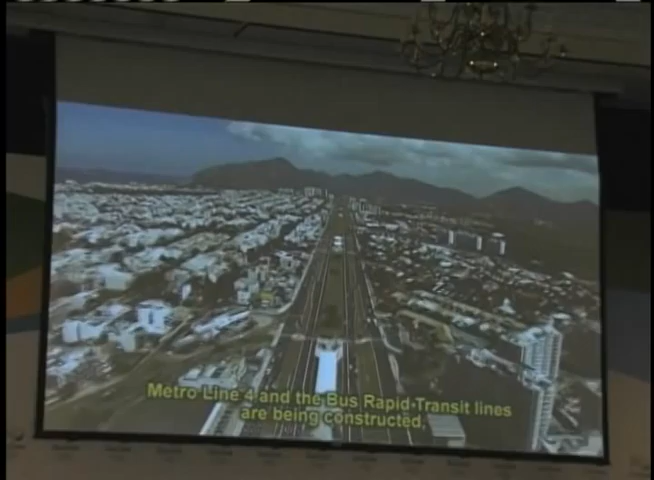 Metro Line 4 and the Bus Rapid Transit lines
are being constructed.